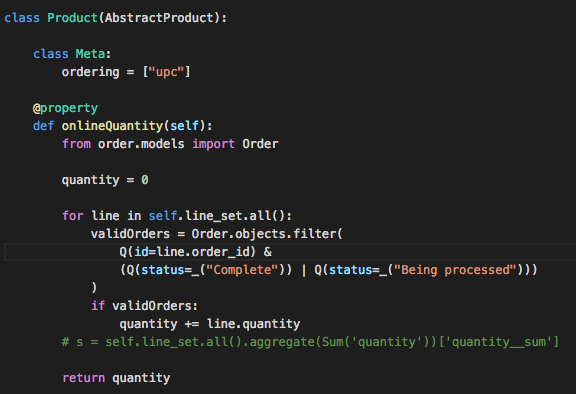 class Product(AbstractProduct):
class Meta:
ordering = ["upc"]
@property
def onlineQuantity(self):
from order.models import Order
quantity = 0
for line in self.line_set.all():
validOrders = Order.objects.filter(
Q(id=line.order_id) &
(Q(status=_("Complete")) | Q(status=_("Being processed")))
)
if validOrders:
quantity += line.quantity
# s = self.line_set.all().aggregate(Sum('quantity'))['quantity__sum']
return quantity